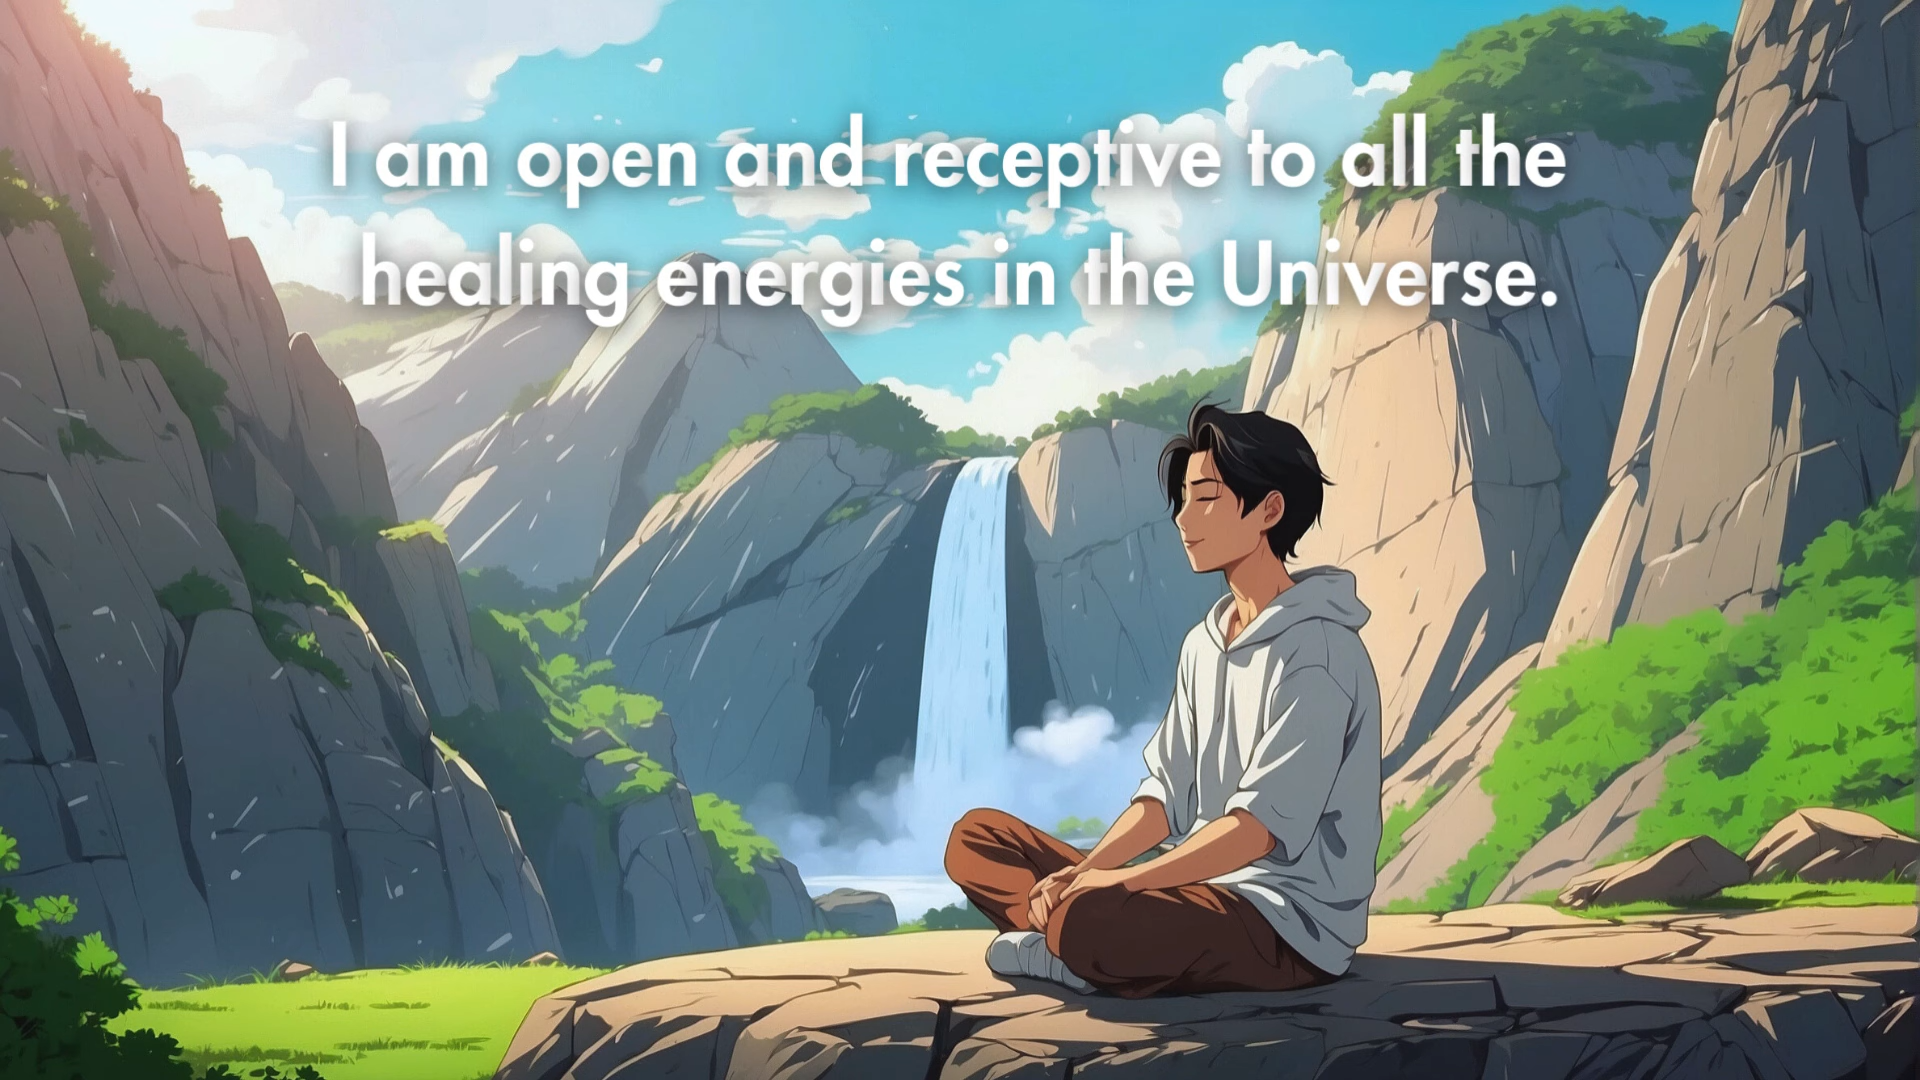 I am open and receptive to all the
healing energies in the Universe.